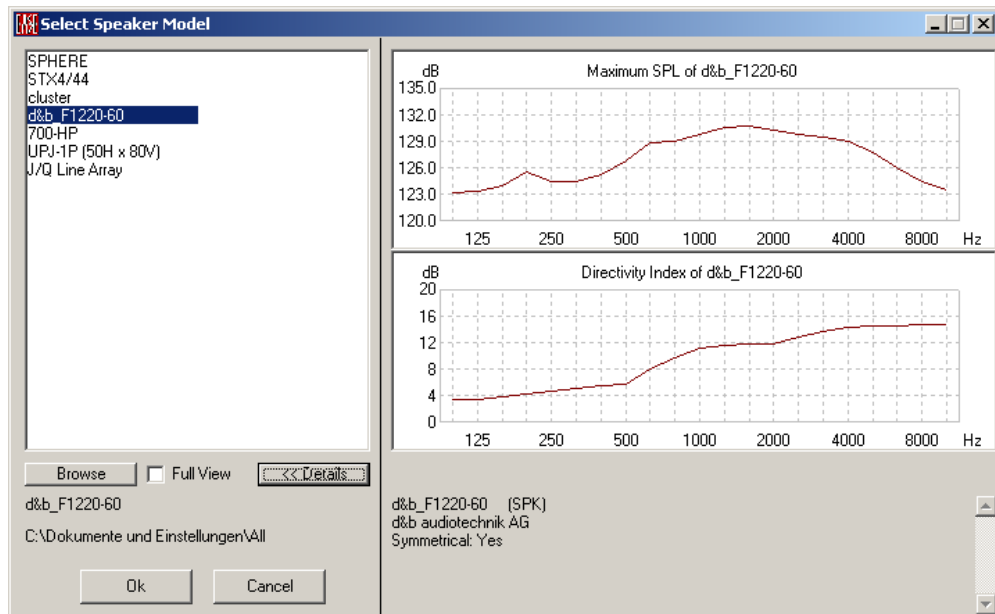 Select Speaker Model
SPHERE
STX4/44
cluster
d&b_F1220-60
700-HP
UPJ-1P (50H x 80V)
J/Q Line Array
Browse
Full View
<< Details
d&b_F1220-60
C:\Dokumente und Einstellungen\All
Ok
Cancel
dB
Maximum SPL of d&b_F1220-60
135.0
132.0
129.0
126.0
123.0
120.0
125 250 500 1000 2000 4000 8000 Hz
dB
Directivity Index of d&b_F1220-60
20
16
12
8
4
0
125 250 500 1000 2000 4000 8000 Hz
d&b_F1220-60 (SPK)
d&b audiotechnik AG
Symmetrical: Yes